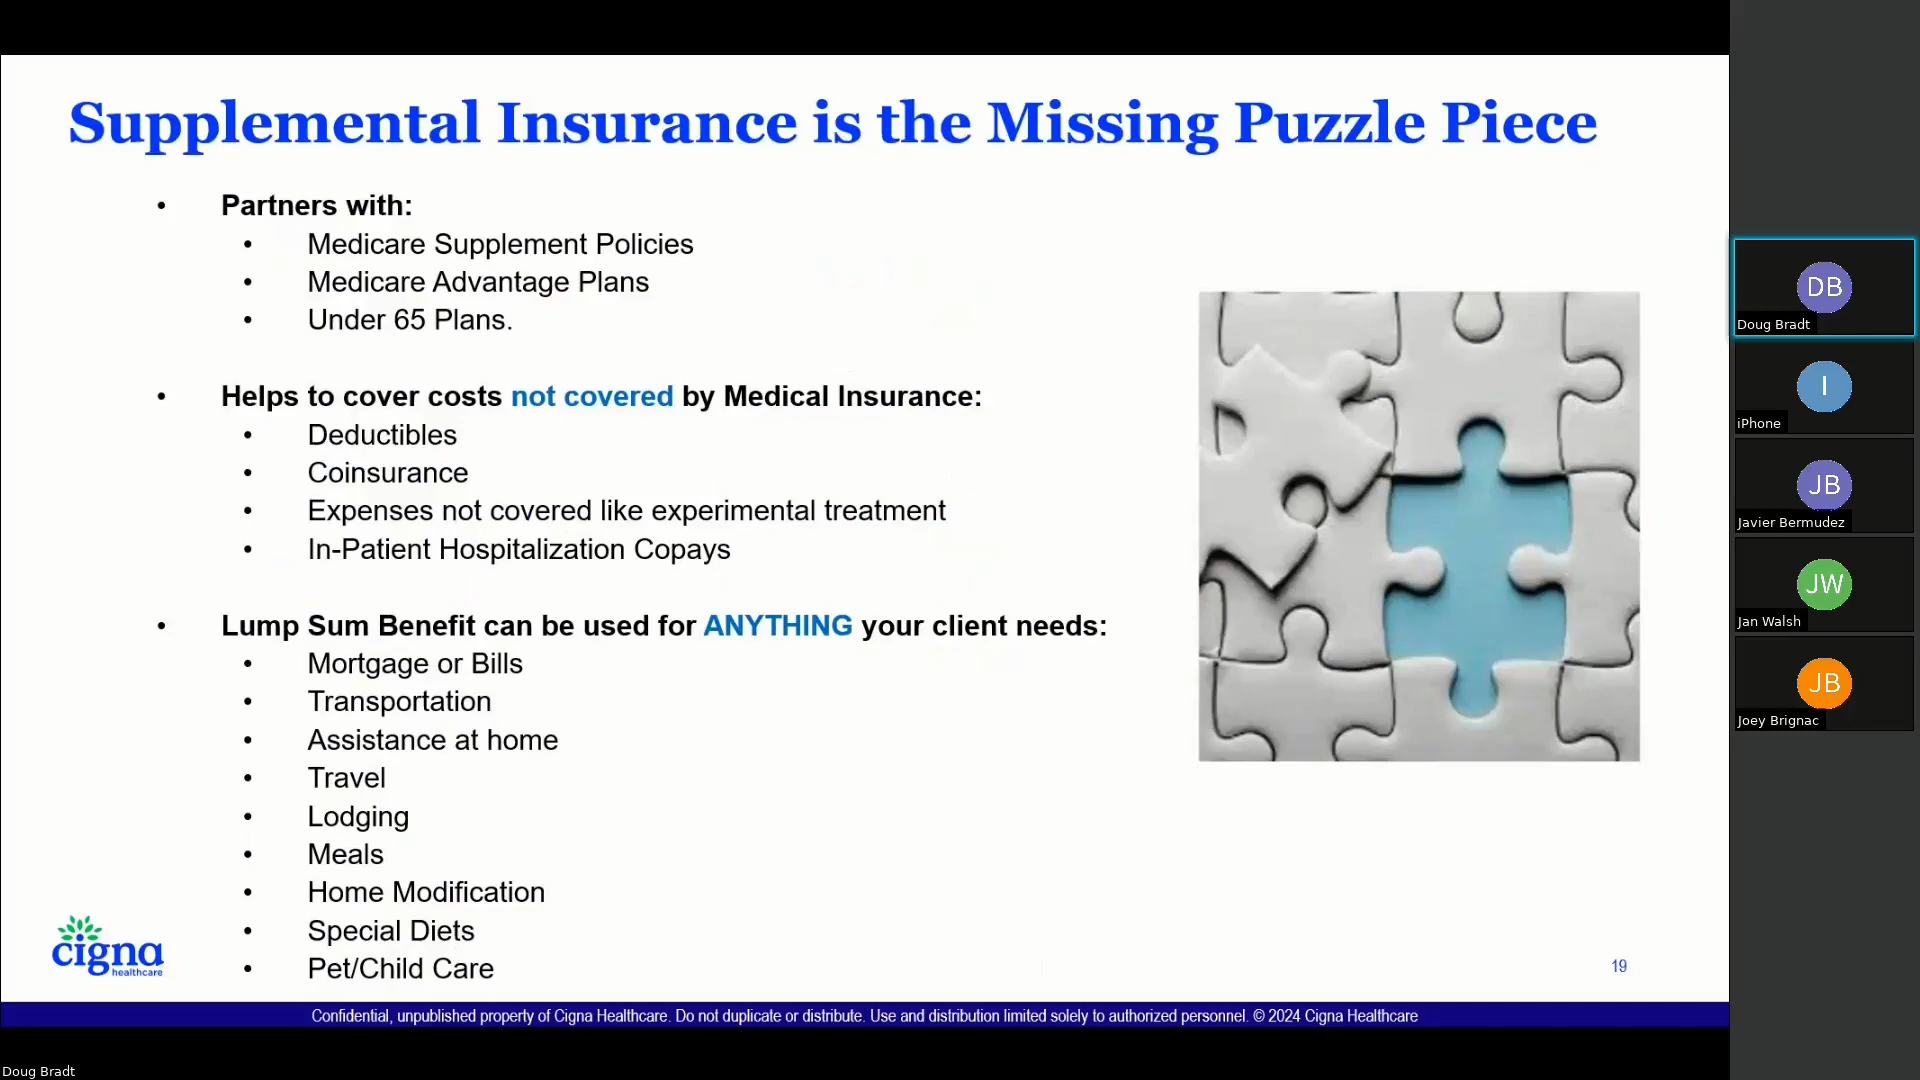 Supplemental Insurance is the Missing Puzzle Piece
• Partners with:
• Medicare Supplement Policies
• Medicare Advantage Plans
• Under 65 Plans.
• Helps to cover costs not covered by Medical Insurance:
• Deductibles
• Coinsurance
• Expenses not covered like experimental treatment
• In-Patient Hospitalization Copays
• Lump Sum Benefit can be used for ANYTHING your client needs:
• Mortgage or Bills
• Transportation
• Assistance at home
• Travel
• Lodging
• Meals
• Home Modification
• Special Diets
• Pet/Child Care
cigna
healthcare
19
Confidential, unpublished property of Cigna Healthcare. Do not duplicate or distribute. Use and distribution limited solely to authorized personnel. © 2024 Cigna Healthcare
Doug Bradt
DB
Doug Bradt
I
iPhone
JB
Javier Bermudez
JW
Jan Walsh
JB
Joey Brignac